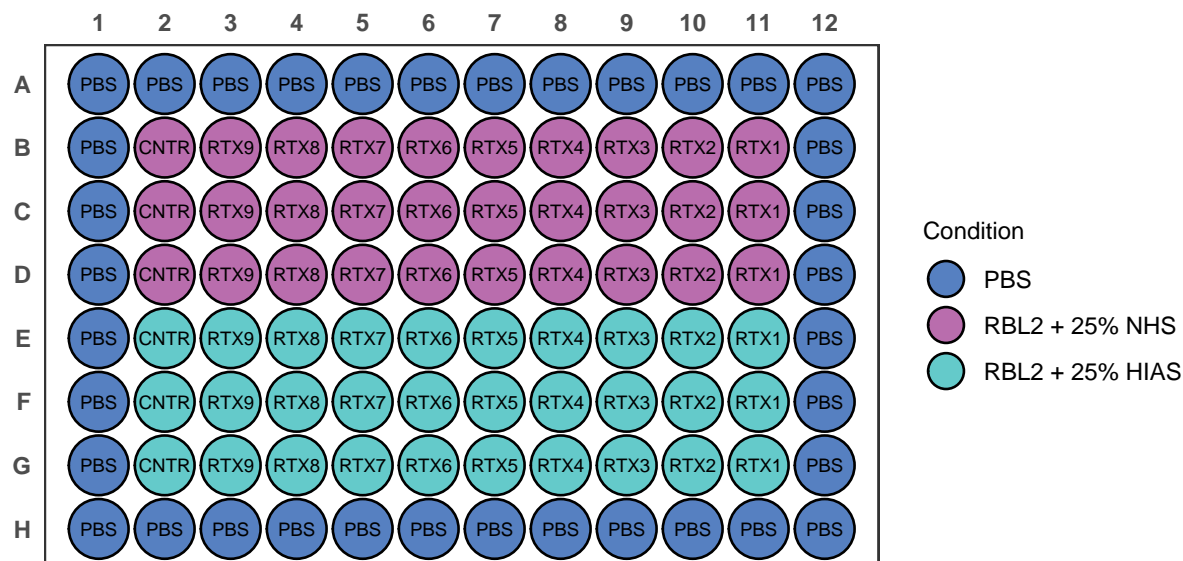 1 2 3 4 5 6 7 8 9 10 11 12
A PBS PBS PBS PBS PBS PBS PBS PBS PBS PBS PBS PBS
B PBS CNTR RTX9 RTX8 RTX7 RTX6 RTX5 RTX4 RTX3 RTX2 RTX1 PBS
C PBS CNTR RTX9 RTX8 RTX7 RTX6 RTX5 RTX4 RTX3 RTX2 RTX1 PBS
D PBS CNTR RTX9 RTX8 RTX7 RTX6 RTX5 RTX4 RTX3 RTX2 RTX1 PBS
E PBS CNTR RTX9 RTX8 RTX7 RTX6 RTX5 RTX4 RTX3 RTX2 RTX1 PBS
F PBS CNTR RTX9 RTX8 RTX7 RTX6 RTX5 RTX4 RTX3 RTX2 RTX1 PBS
G PBS CNTR RTX9 RTX8 RTX7 RTX6 RTX5 RTX4 RTX3 RTX2 RTX1 PBS
H PBS PBS PBS PBS PBS PBS PBS PBS PBS PBS PBS PBS
Condition
PBS
RBL2 + 25% NHS
RBL2 + 25% HIAS